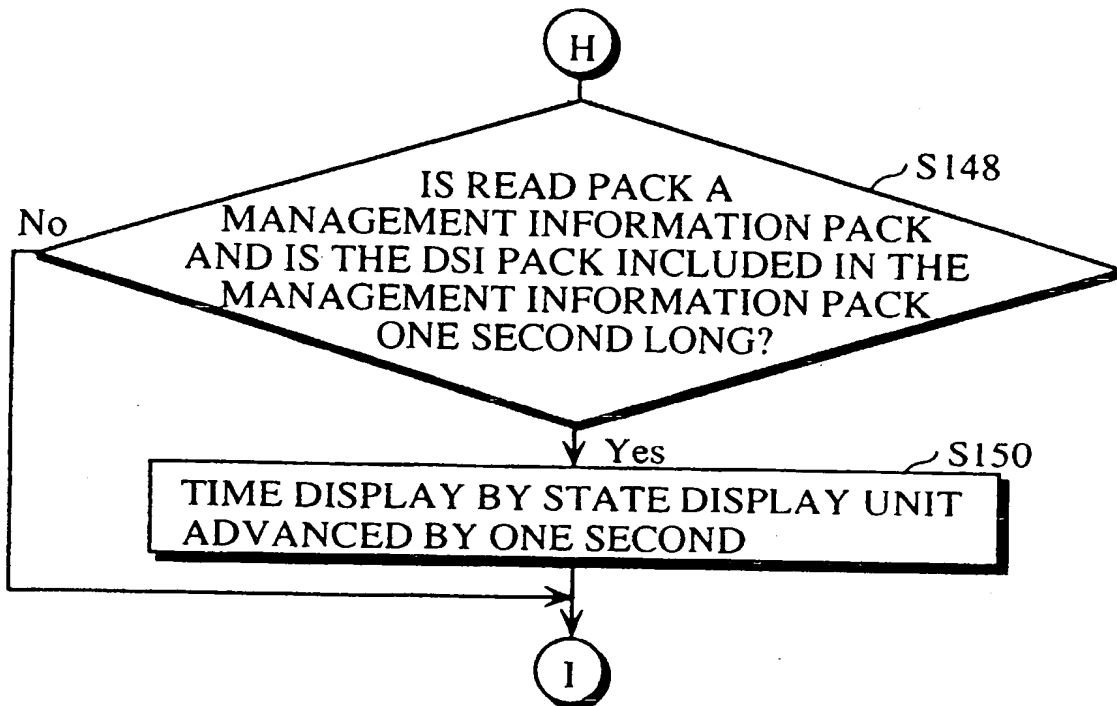 H
S148
IS READ PACK A
MANAGEMENT INFORMATION PACK
AND IS THE DSI PACK INCLUDED IN THE
MANAGEMENT INFORMATION PACK
ONE SECOND LONG?
No
Yes
S150
TIME DISPLAY BY STATE DISPLAY UNIT
ADVANCED BY ONE SECOND
I